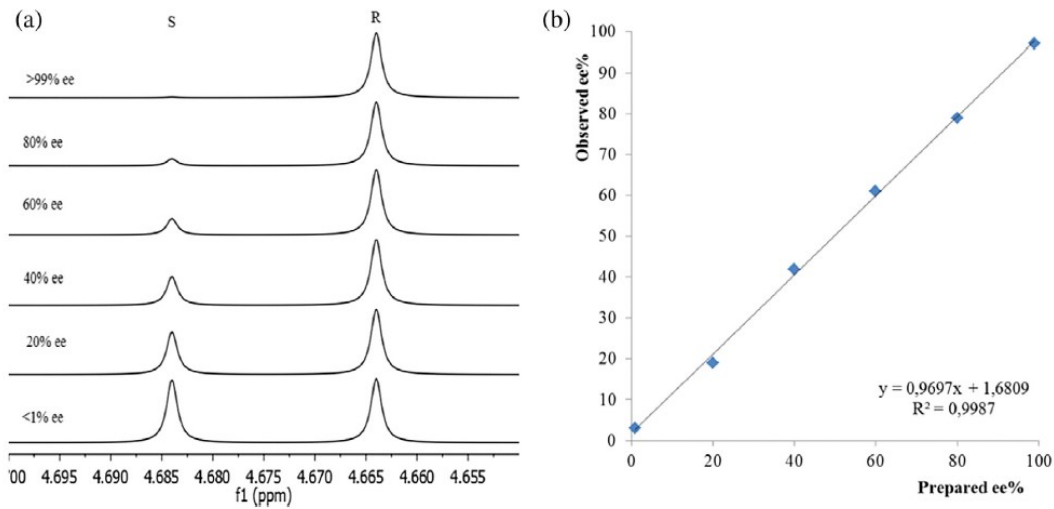 (a)
S
R
>99% ee
80% ee
60% ee
40% ee
20% ee
<1% ee
00 4.695 4.690 4.685 4.680 4.675 4.670 4.665 4.660 4.655
f1 (ppm)
(b)
Observed ee%
100
90
80
70
60
50
40
30
20
10
0
y = 0,9697x + 1,6809
R² = 0,9987
0 20 40 60 80 100
Prepared ee%